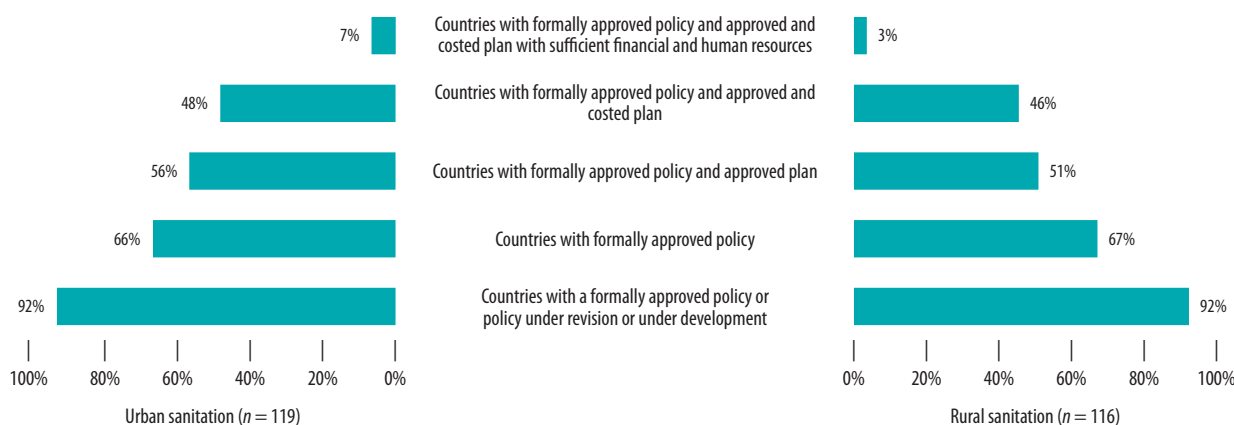 7%
Countries with formally approved policy and approved and
costed plan with sufficient financial and human resources
3%
48%
Countries with formally approved policy and approved and
costed plan
46%
56%
Countries with formally approved policy and approved plan
51%
66%
Countries with formally approved policy
67%
92%
Countries with a formally approved policy or
policy under revision or under development
92%
100% 80% 60% 40% 20% 0%
0% 20% 40% 60% 80% 100%
Urban sanitation (n = 119)
Rural sanitation (n = 116)